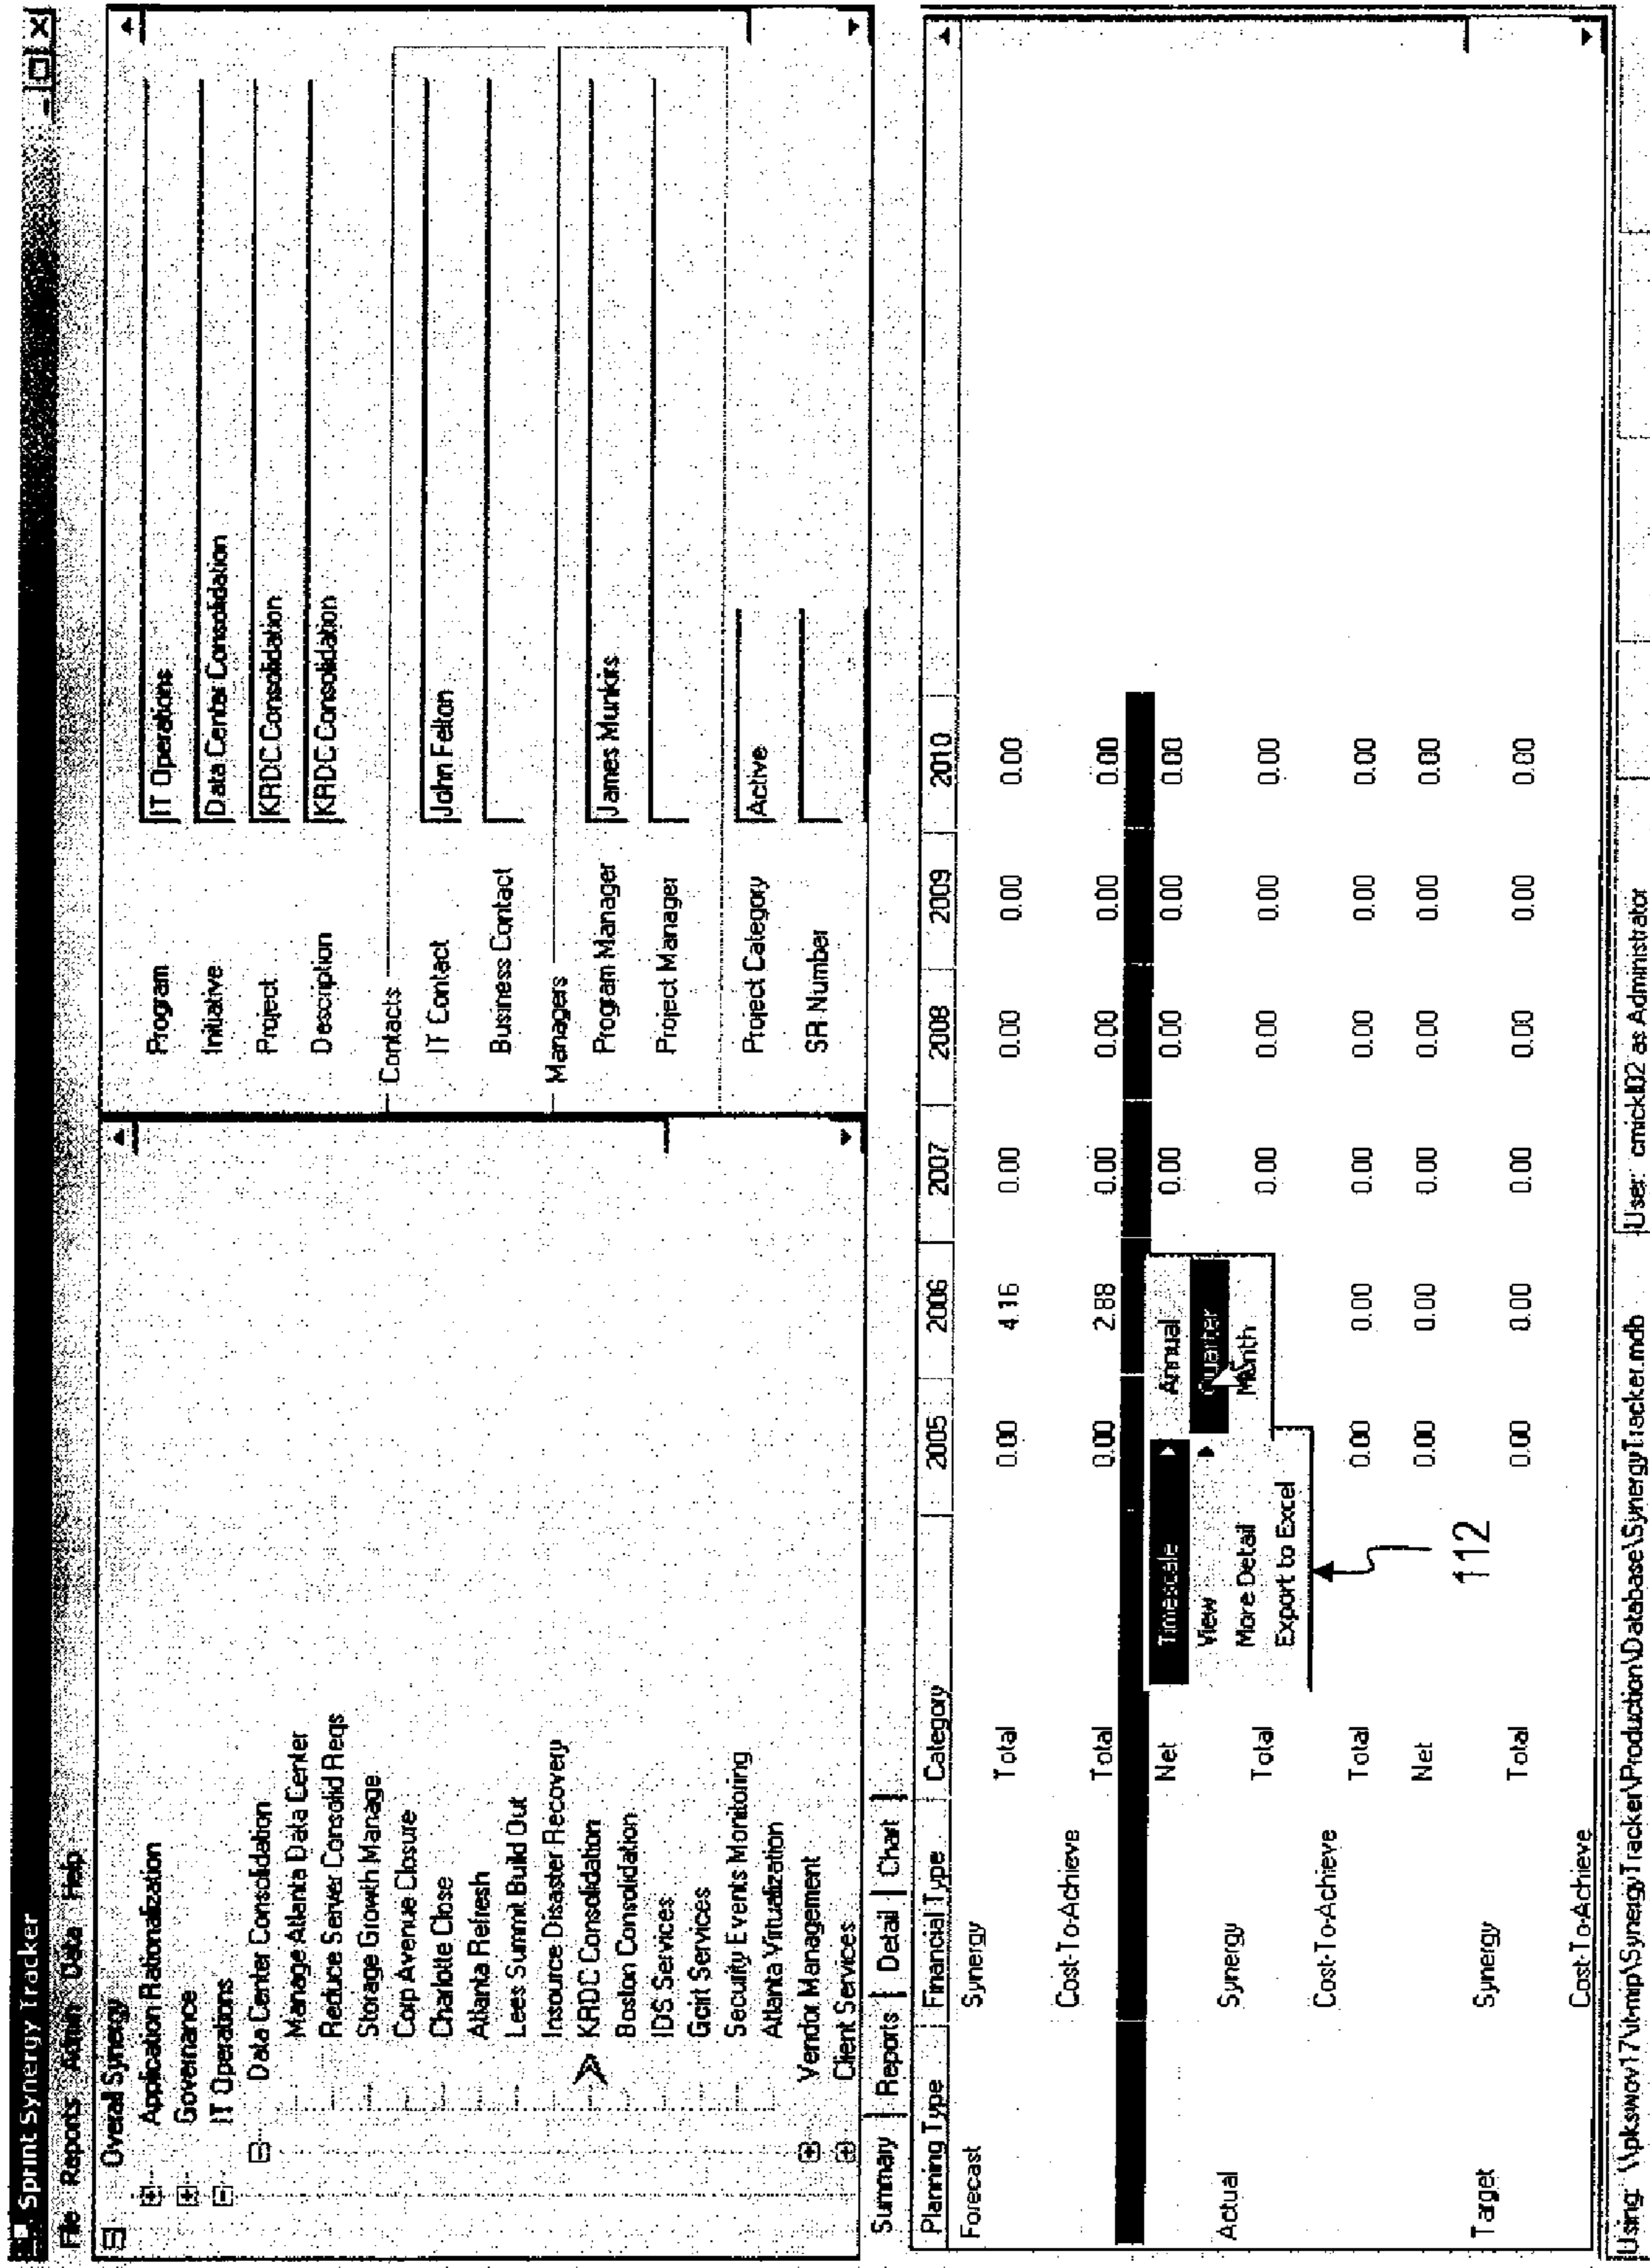 Sprint Synergy Tracker
File Reports Admin Data Help
Overall Synergy
Application Rationalization
Governance
IT Operations
Data Center Consolidation
Manage Atlanta Data Center
Reduce Server Consolid Reqs
Storage Growth Manage
Corp Avenue Closure
Charlotte Close
Atlanta Refresh
Lees Summit Build Out
Insource Disaster Recovery
KRDC Consolidation
Boston Consolidation
IDS Services
Gcirt Services
Security Events Monitoring
Atlanta Virtualization
Vendor Management
Client Services
Program IT Operations
Initiative Data Center Consolidation
Project KRDC Consolidation
Description KRDC Consolidation
Contacts
IT Contact John Felton
Business Contact
Managers
Program Manager James Munkirs
Project Manager
Project Category Active
SR Number
Summary Reports Detail Chart
Planning Type Financial Type Category 2005 2006 2007 2008 2009 2010
Forecast Synergy
Total 0.00 4.16 0.00 0.00 0.00 0.00
Cost-To-Achieve
Total 0.00 2.88 0.00 0.00 0.00 0.00
Net 0.00 0.00 0.00 0.00
Timescale Annual
View Quarter
More Detail Month
Export to Excel
112
Actual Synergy
Total 0.00 0.00 0.00 0.00
Cost-To-Achieve
Total 0.00 0.00 0.00 0.00 0.00 0.00
Net 0.00 0.00 0.00 0.00 0.00 0.00
Target Synergy
Total 0.00 0.00 0.00 0.00 0.00 0.00
Cost-To-Achieve
User: cmickl02 as Administrator